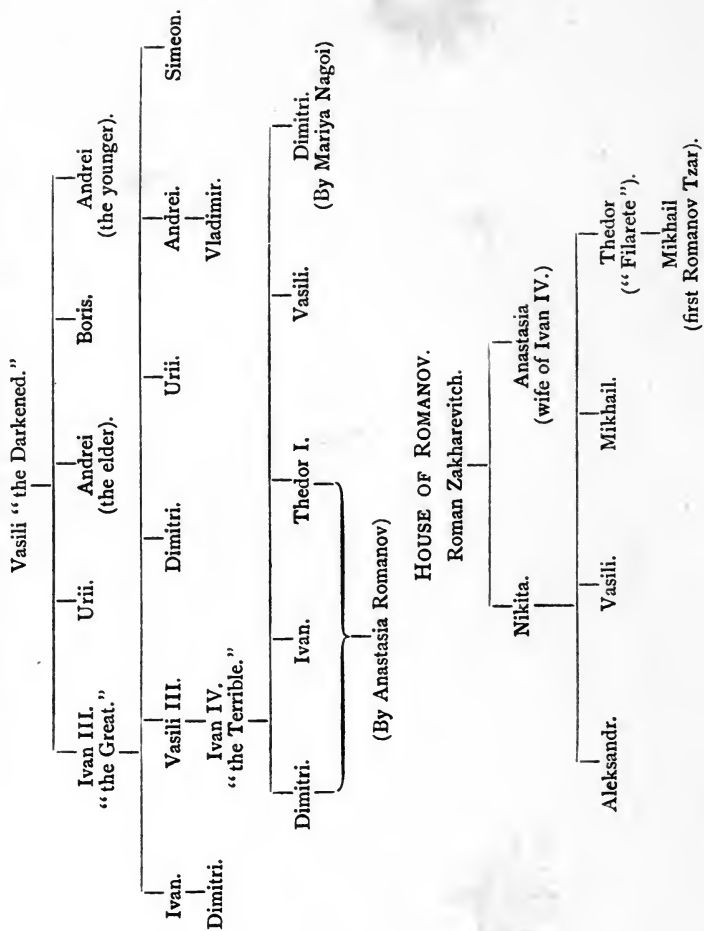 Vasili “the Darkened.”
Ivan III. Urii. Andrei Boris. Andrei
“the Great.” (the elder). (the younger).
Ivan. Vasili III. Dimitri. Urii. Andrei. Simeon.
Dimitri. Ivan IV. Vladimir.
“the Terrible.”
Dimitri. Ivan. Thedor I. Vasili. Dimitri
(By Mariya Nagoi)
(By Anastasia Romanov)
HOUSE OF ROMANOV.
Roman Zakharevitch.
Nikita. Anastasia
(wife of Ivan IV.)
Aleksandr. Vasili. Mikhail. Thedor
(“Filarete”).
Mikhail
(first Romanov Tzar).